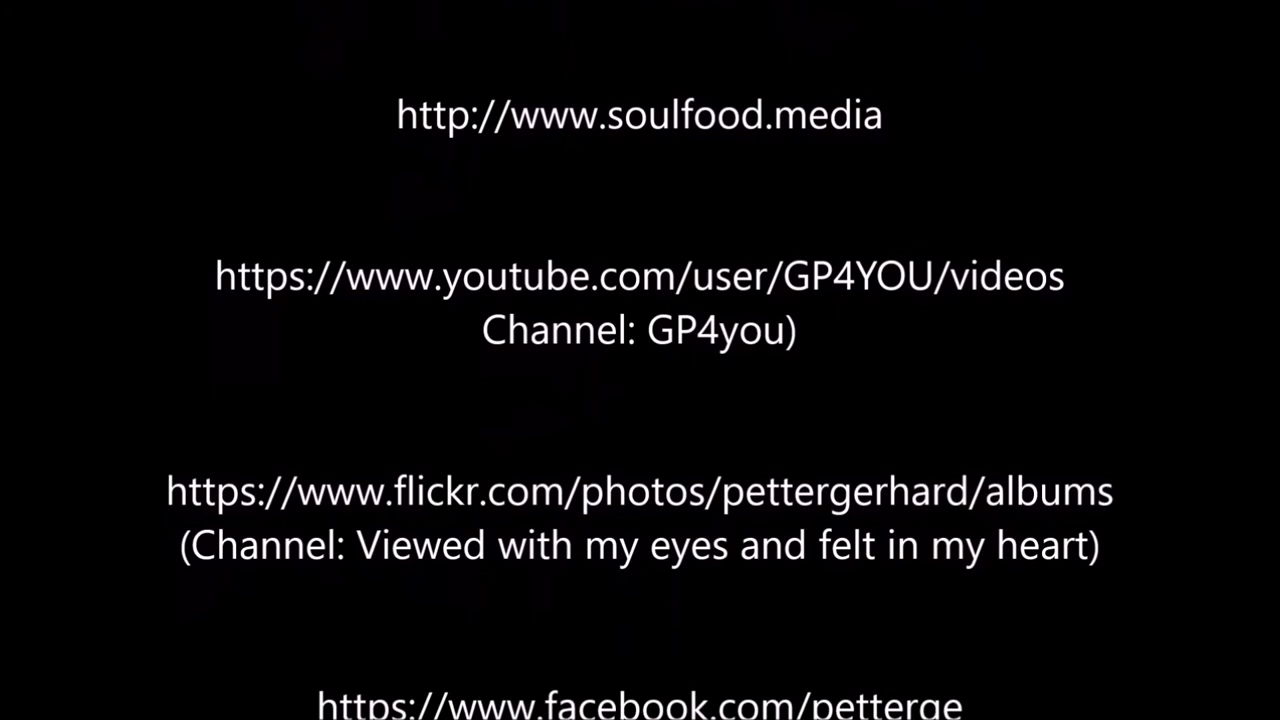 http://www.soulfood.media
https://www.youtube.com/user/GP4YOU/videos
Channel: GP4you)
https://www.flickr.com/photos/pettergerhard/albums
(Channel: Viewed with my eyes and felt in my heart)
https://www.facebook.com/petterge